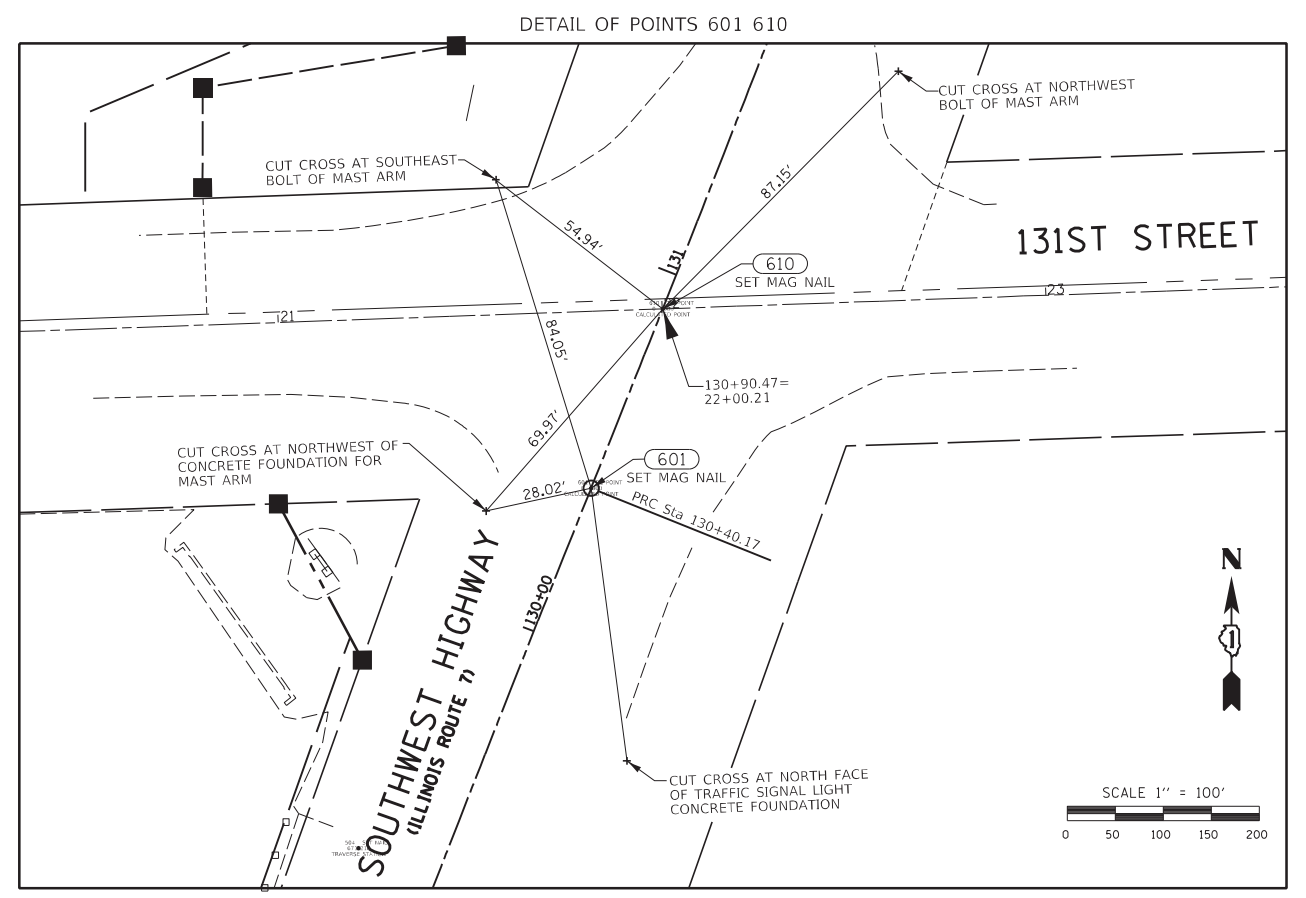 DETAIL OF POINTS 601 610
CUT CROSS AT NORTHWEST
BOLT OF MAST ARM
CUT CROSS AT SOUTHEAST
BOLT OF MAST ARM
87.15'
54.94'
131ST STREET
131
610
SET MAG NAIL
23
21
84.05'
130+90.47=
22+00.21
69.97'
CUT CROSS AT NORTHWEST OF
CONCRETE FOUNDATION FOR
MAST ARM
601
SET MAG NAIL
28.02'
PRC Sta 130+40.17
130+00
SOUTHWEST HIGHWAY
(ILLINOIS ROUTE 7)
N
1
CUT CROSS AT NORTH FACE
OF TRAFFIC SIGNAL LIGHT
CONCRETE FOUNDATION
SCALE 1'' = 100'
0 50 100 150 200